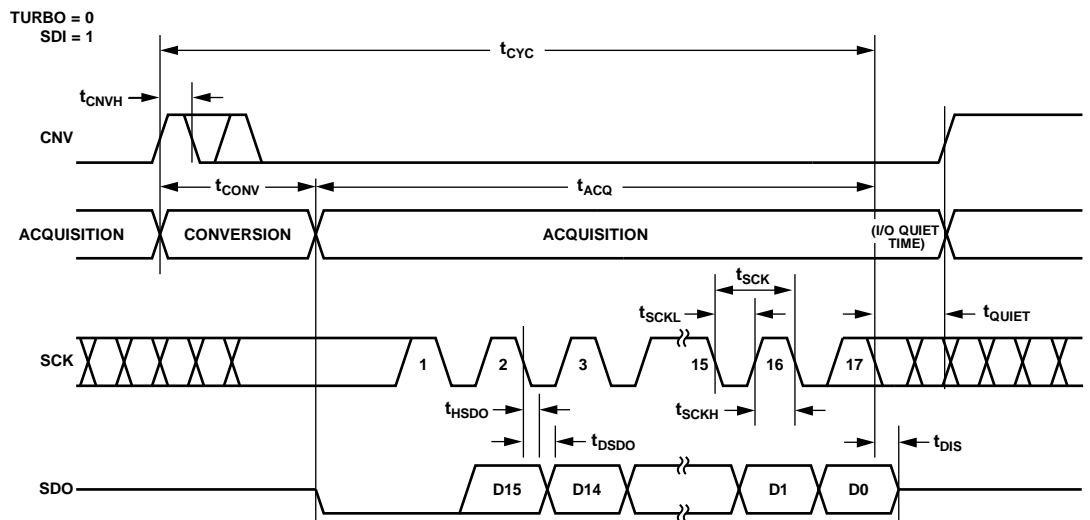 TURBO = 0
SDI = 1
tCYC
tCNVH
CNV
tCONV
tACQ
ACQUISITION
CONVERSION
ACQUISITION
(I/O QUIET
TIME)
tSCK
tSCKL
tQUIET
SCK
1
2
3
15
16
17
tHSDO
tSCKH
tDSDO
tDIS
SDO
D15
D14
D1
D0